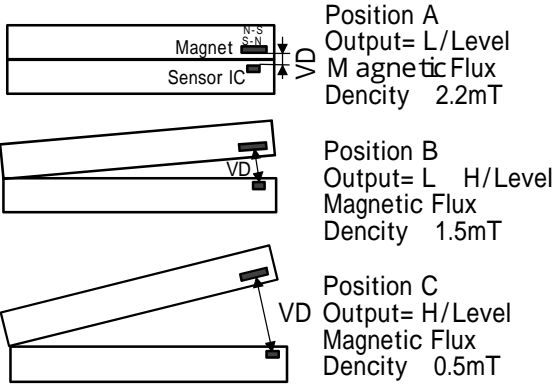 N-S
S-N
Magnet
Sensor IC
VD
Position A
Output= L/Level
Magnetic Flux
Dencity 2.2mT
VD
Position B
Output= L H/Level
Magnetic Flux
Dencity 1.5mT
VD
Position C
Output= H/Level
Magnetic Flux
Dencity 0.5mT